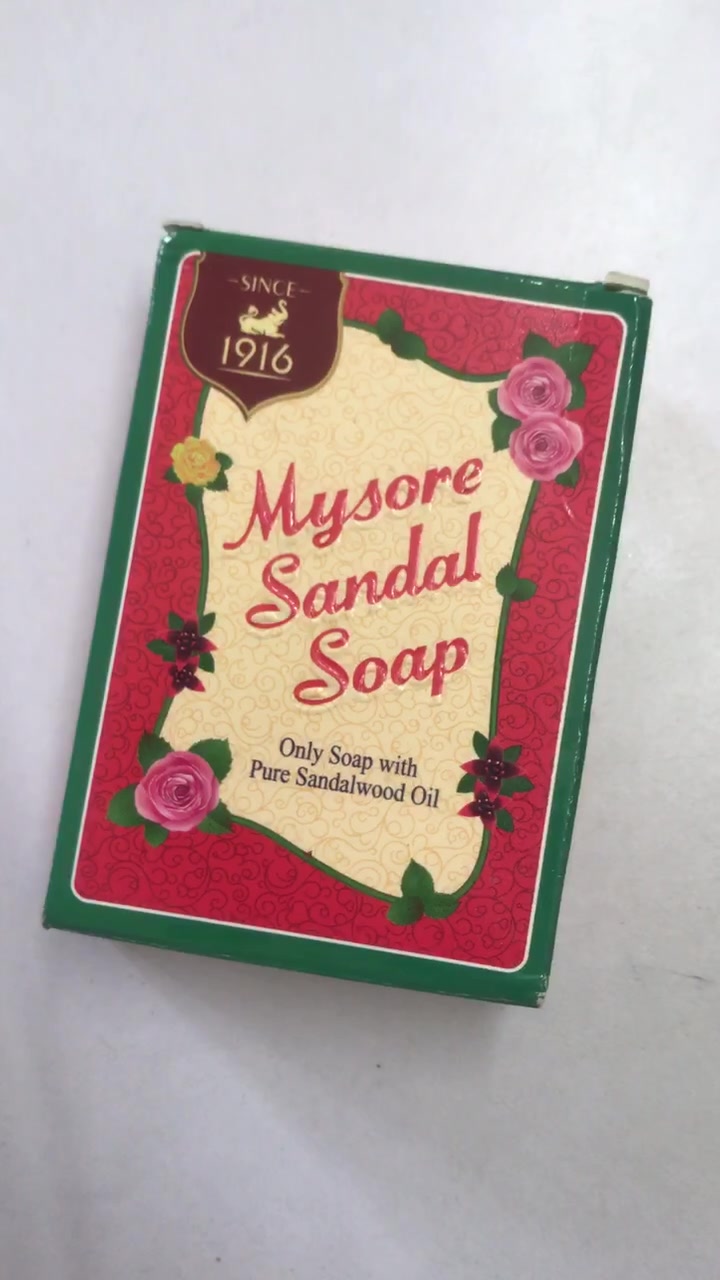 -SINCE-
1916
Mysore
Sandal
Soap
Only Soap with
Pure Sandalwood Oil